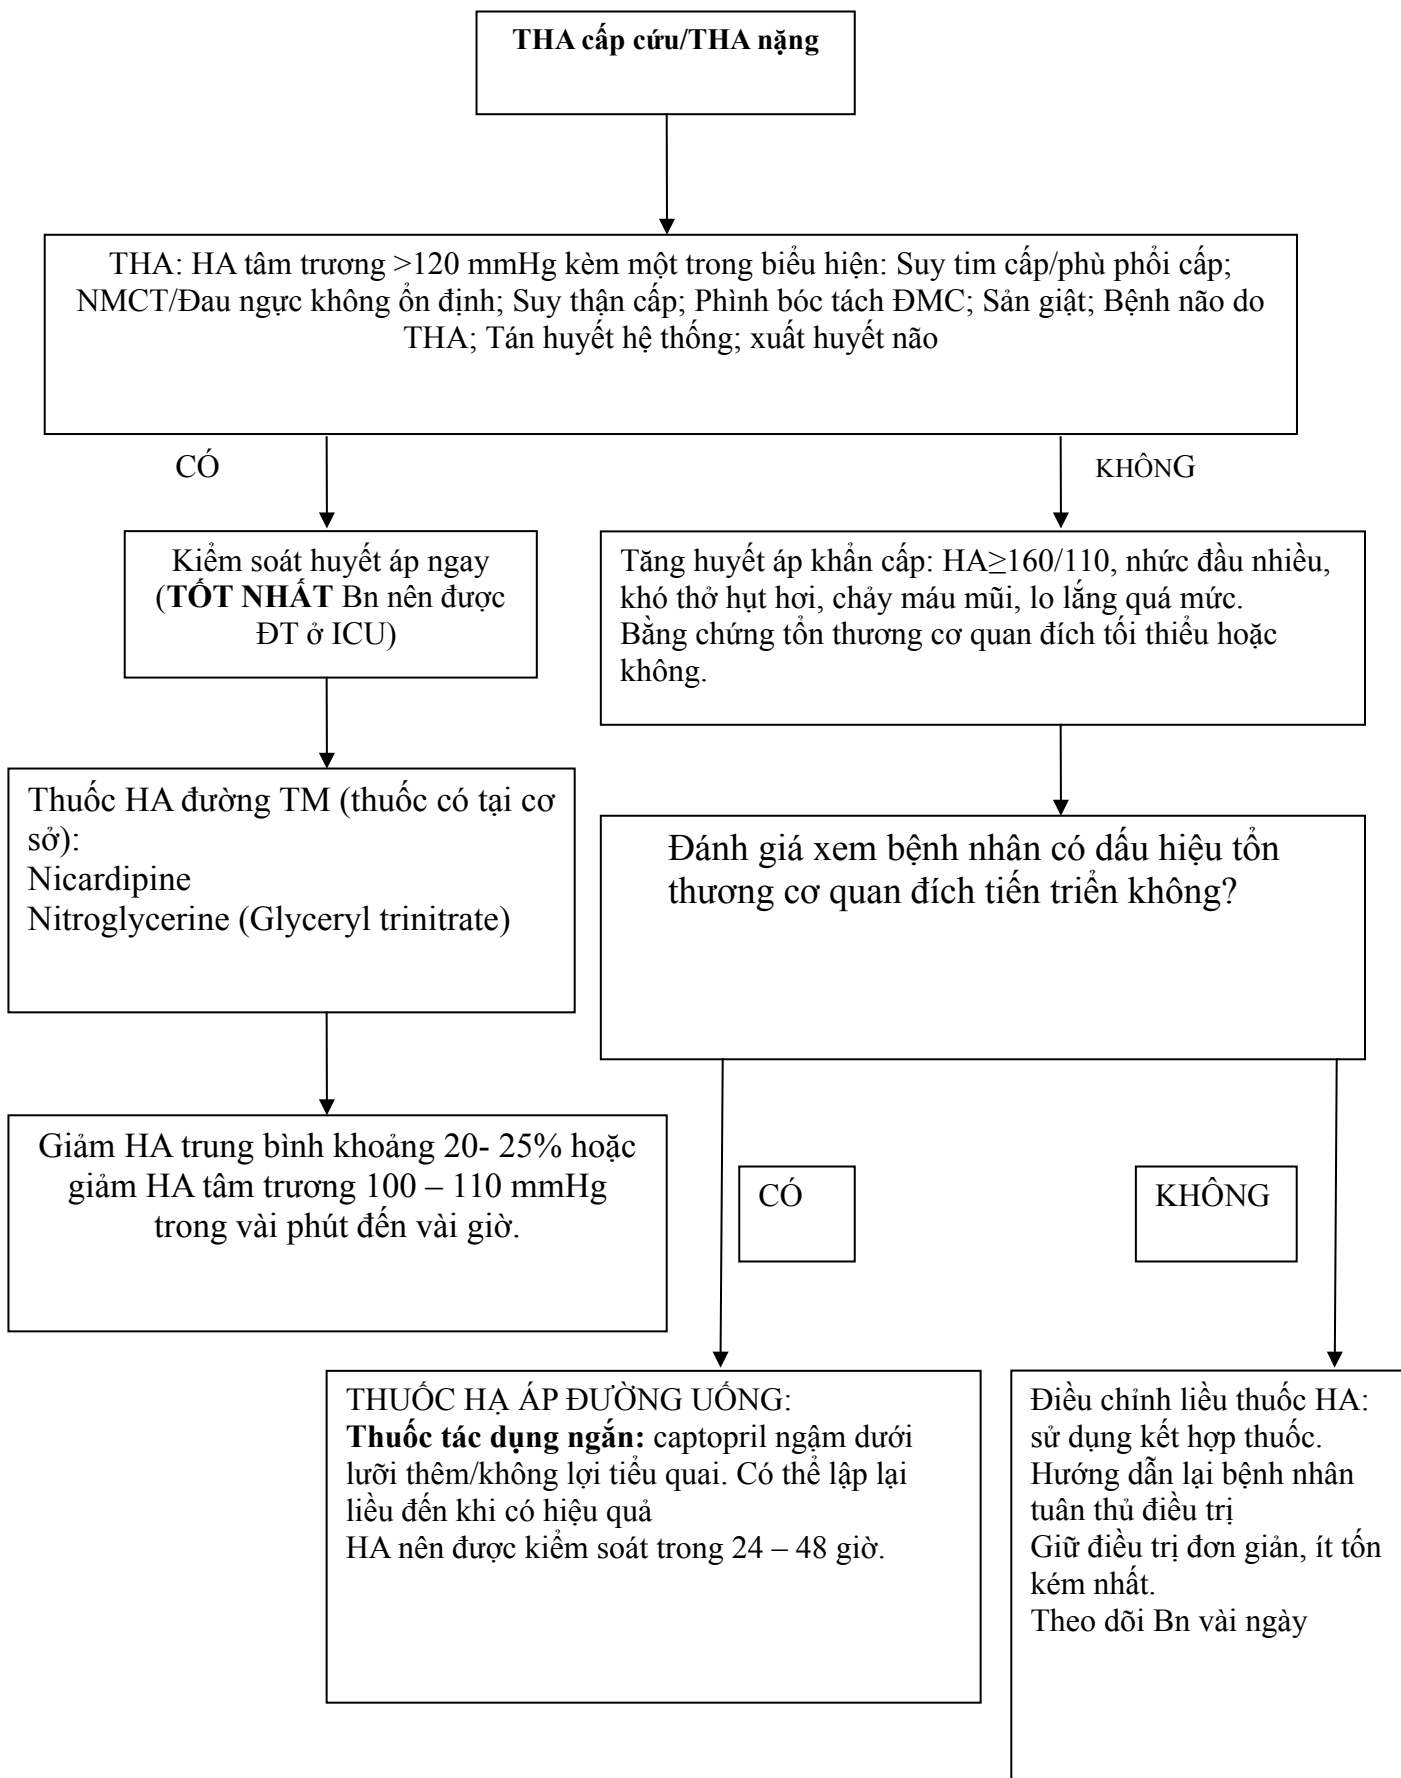 THA cấp cứu/THA nặng
THA: HA tâm trương >120 mmHg kèm một trong biểu hiện: Suy tim cấp/phù phổi cấp;
NMCT/Đau ngực không ổn định; Suy thận cấp; Phình bóc tách ĐMC; Sản giật; Bệnh não do
THA; Tán huyết hệ thống; xuất huyết não
CÓ
KHÔNG
Kiểm soát huyết áp ngay
(TỐT NHẤT Bn nên được
ĐT ở ICU)
Tăng huyết áp khẩn cấp: HA≥160/110, nhức đầu nhiều,
khó thở hụt hơi, chảy máu mũi, lo lắng quá mức.
Bằng chứng tổn thương cơ quan đích tối thiểu hoặc
không.
Thuốc HA đường TM (thuốc có tại cơ
sở):
Nicardipine
Nitroglycerine (Glyceryl trinitrate)
Đánh giá xem bệnh nhân có dấu hiệu tổn
thương cơ quan đích tiến triển không?
Giảm HA trung bình khoảng 20- 25% hoặc
giảm HA tâm trương 100 – 110 mmHg
trong vài phút đến vài giờ.
CÓ
KHÔNG
THUỐC HẠ ÁP ĐƯỜNG UỐNG:
Thuốc tác dụng ngắn: captopril ngậm dưới
lưỡi thêm/không lợi tiểu quai. Có thể lập lại
liều đến khi có hiệu quả
HA nên được kiểm soát trong 24 – 48 giờ.
Điều chỉnh liều thuốc HA:
sử dụng kết hợp thuốc.
Hướng dẫn lại bệnh nhân
tuân thủ điều trị
Giữ điều trị đơn giản, ít tốn
kém nhất.
Theo dõi Bn vài ngày